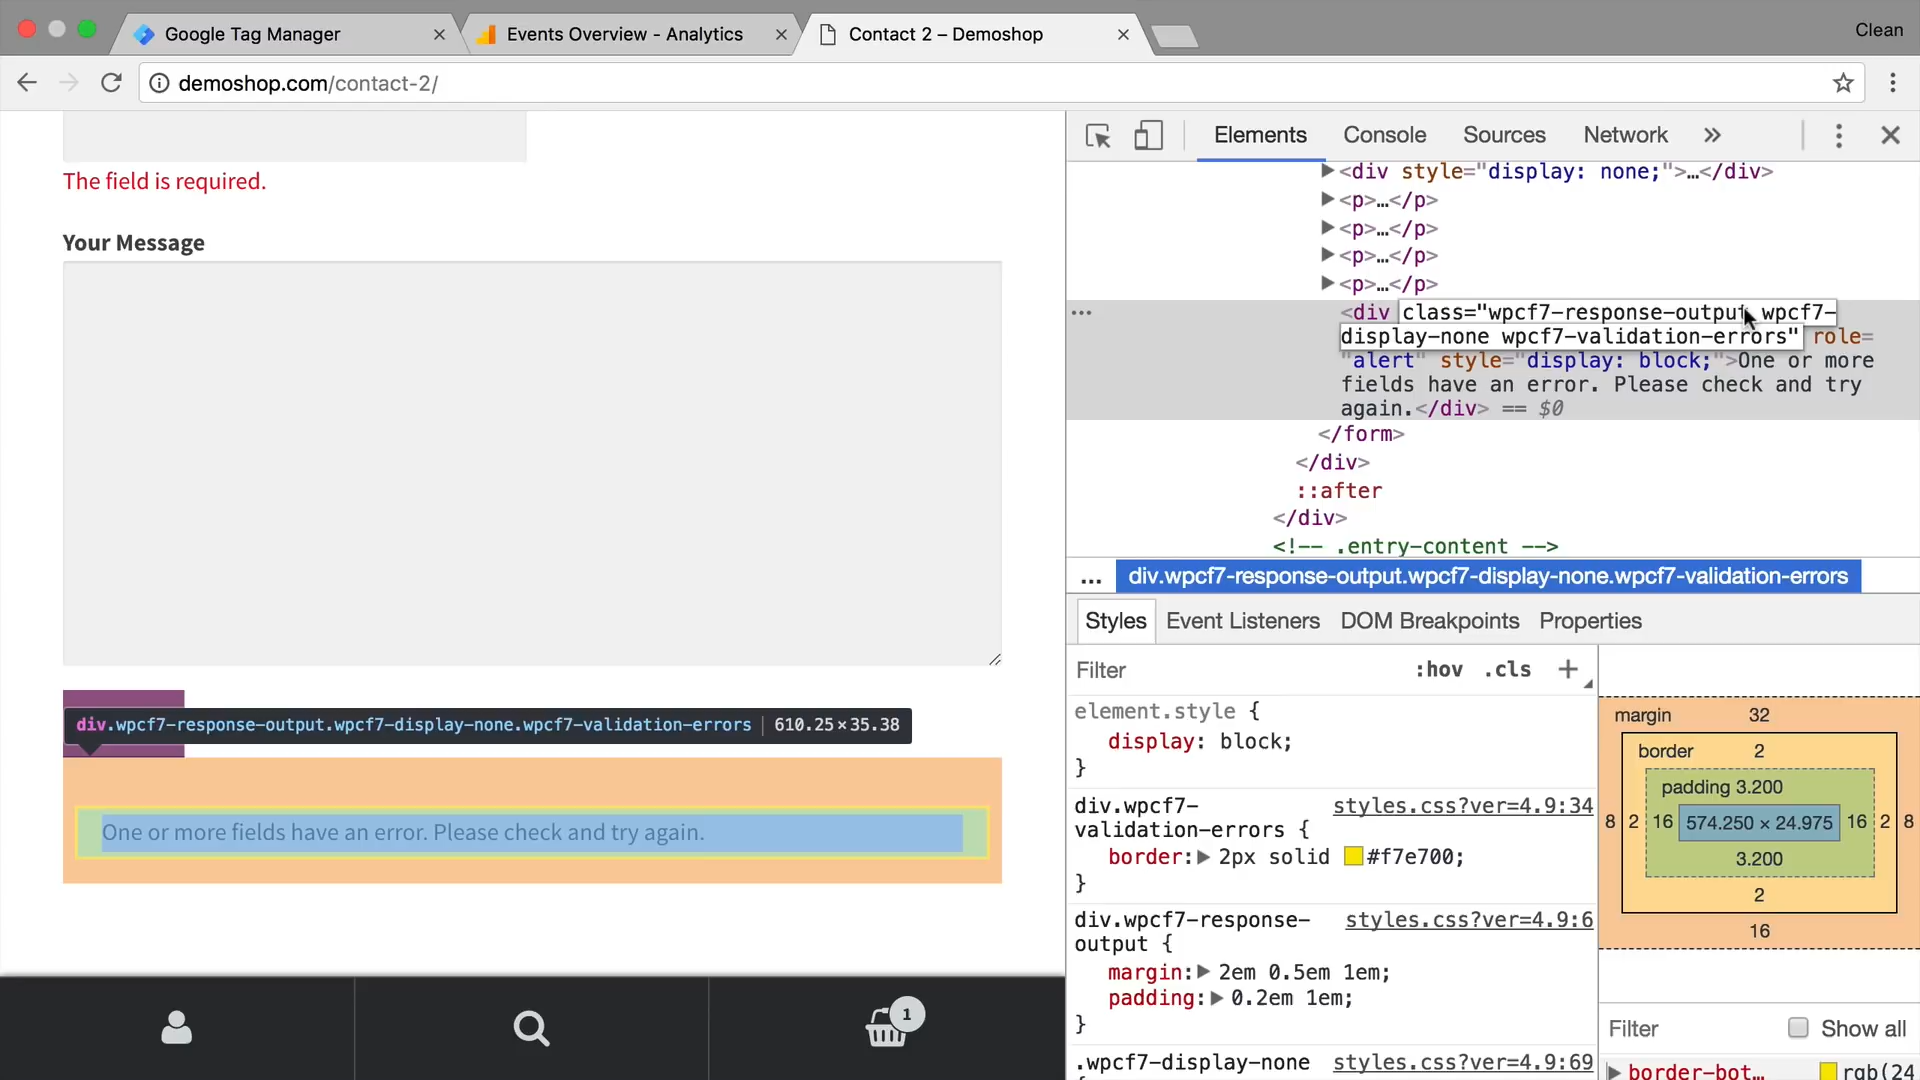 Google Tag Manager
Events Overview - Analytics
Contact 2 – Demoshop
Clean
demoshop.com/contact-2/
The field is required.
Your Message
div.wpcf7-response-output.wpcf7-display-none.wpcf7-validation-errors | 610.25×35.38
One or more fields have an error. Please check and try again.
1
Elements
Console
Sources
Network
<div style="display: none;">…</div>
<p>…</p>
<p>…</p>
<p>…</p>
<p>…</p>
<div class="wpcf7-response-output wpcf7-
display-none wpcf7-validation-errors" role=
"alert" style="display: block;">One or more
fields have an error. Please check and try
again.</div> == $0
</form>
</div>
::after
</div>
<!-- .entry-content -->
... div.wpcf7-response-output.wpcf7-display-none.wpcf7-validation-errors
Styles
Event Listeners
DOM Breakpoints
Properties
Filter
:hov .cls +
element.style {
display: block;
}
div.wpcf7- styles.css?ver=4.9:34
validation-errors {
border: 2px solid #f7e700;
}
div.wpcf7-response- styles.css?ver=4.9:6
output {
margin: 2em 0.5em 1em;
padding: 0.2em 1em;
}
.wpcf7-display-none styles.css?ver=4.9:69
margin 32
border 2
padding 3.200
8 2 16 574.250 × 24.975 16 2 8
3.200
2
16
Filter
Show all
border-bot… rgb(24